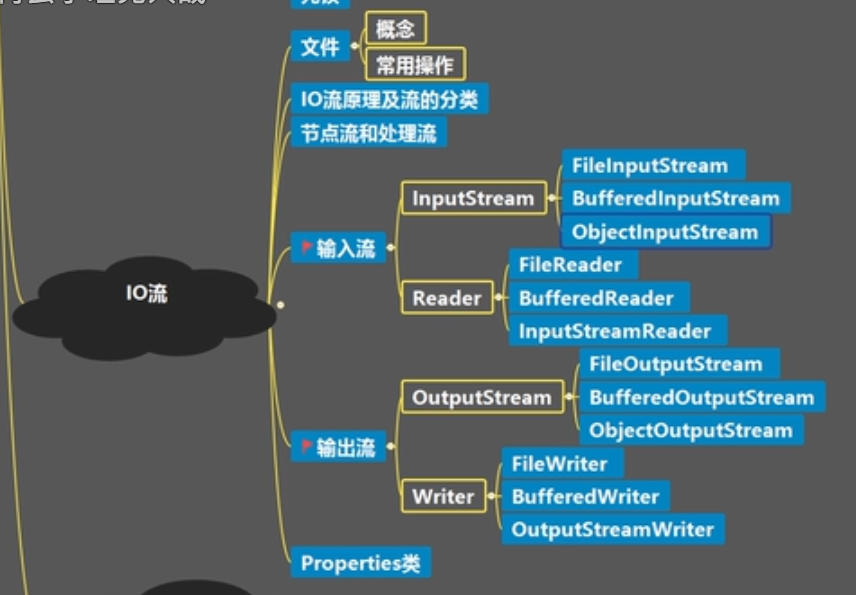 文件
概念
常用操作
IO流原理及流的分类
节点流和处理流
IO流
输入流
InputStream
FileInputStream
BufferedInputStream
ObjectInputStream
Reader
FileReader
BufferedReader
InputStreamReader
输出流
OutputStream
FileOutputStream
BufferedOutputStream
ObjectOutputStream
Writer
FileWriter
BufferedWriter
OutputStreamWriter
Properties类